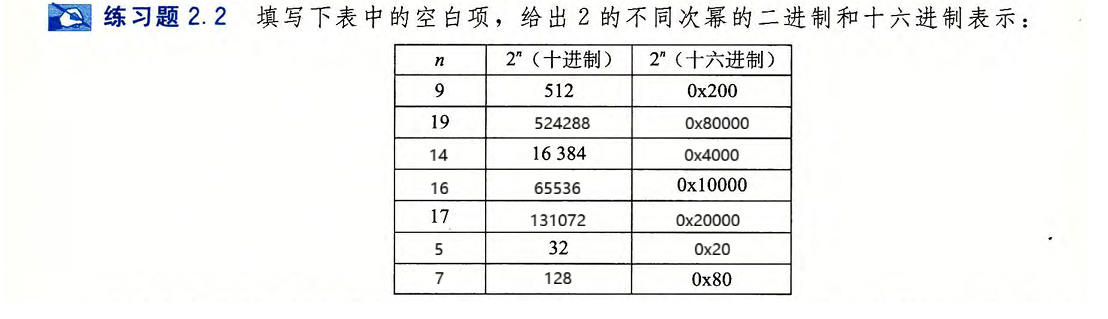 练习题 2.2 填写下表中的空白项，给出 2 的不同次幂的二进制和十六进制表示：
n 2ⁿ（十进制） 2ⁿ（十六进制）
9 512 0x200
19 524288 0x80000
14 16 384 0x4000
16 65536 0x10000
17 131072 0x20000
5 32 0x20
7 128 0x80